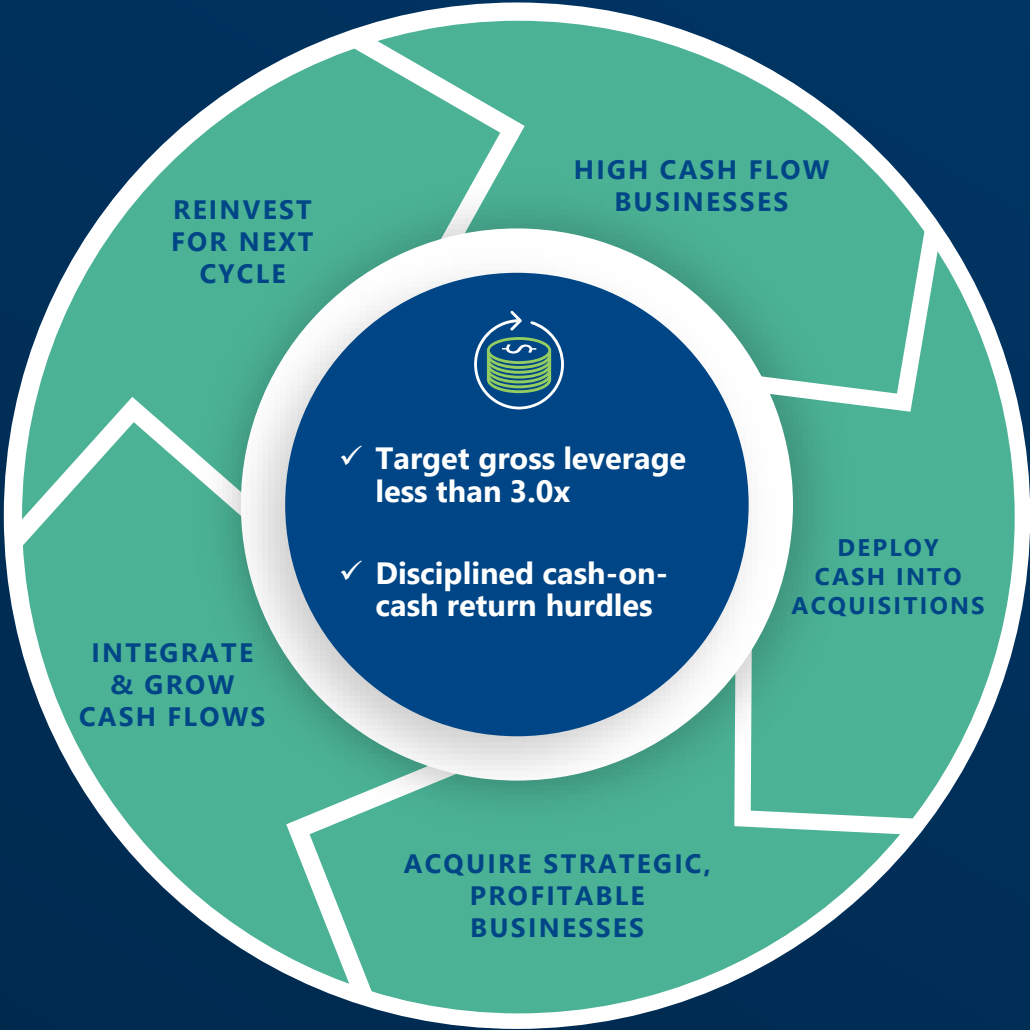 HIGH CASH FLOW
BUSINESSES
DEPLOY
CASH INTO
ACQUISITIONS
ACQUIRE STRATEGIC,
PROFITABLE
BUSINESSES
INTEGRATE
& GROW
CASH FLOWS
REINVEST
FOR NEXT
CYCLE
$
✓ Target gross leverage
less than 3.0x
✓ Disciplined cash-on-
cash return hurdles